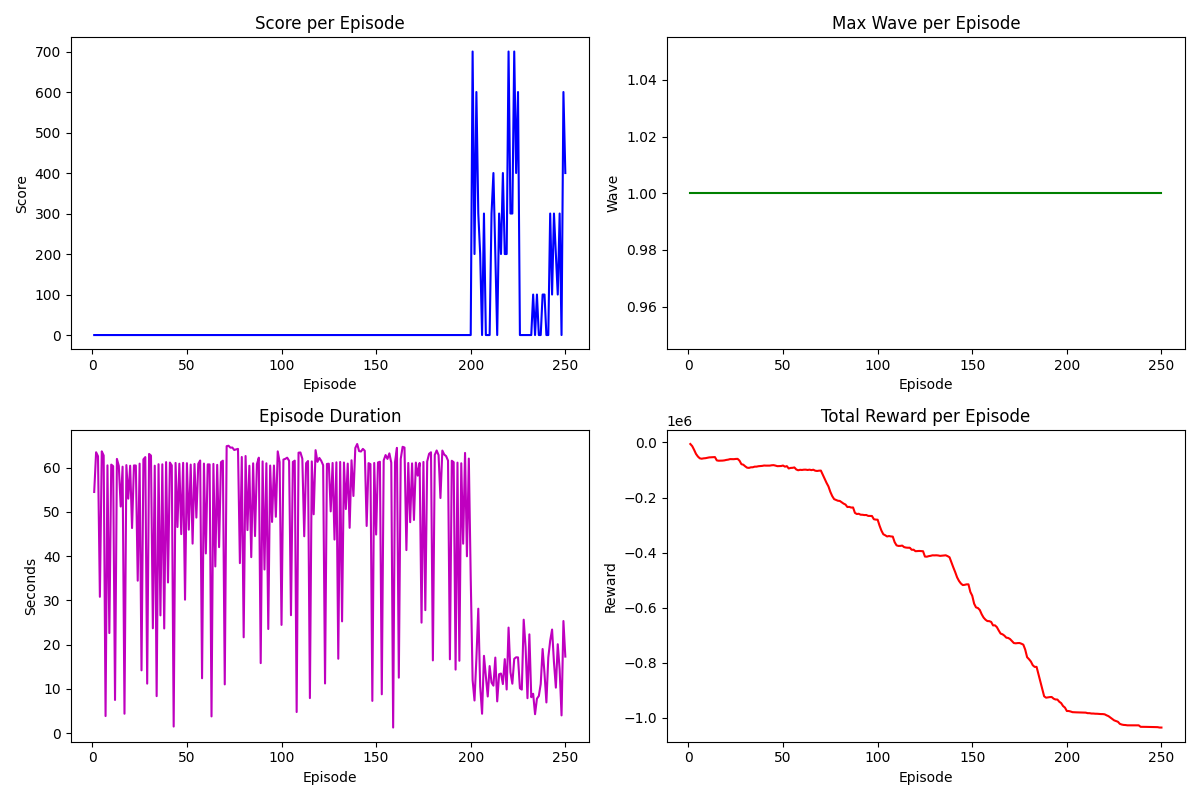 Score per Episode
700
600
500
400
300
200
100
0
Score
0 50 100 150 200 250
Episode
Max Wave per Episode
1.04
1.02
1.00
0.98
0.96
Wave
0 50 100 150 200 250
Episode
Episode Duration
60
50
40
30
20
10
0
Seconds
0 50 100 150 200 250
Episode
Total Reward per Episode
1e6
0.0
−0.2
−0.4
−0.6
−0.8
−1.0
Reward
0 50 100 150 200 250
Episode